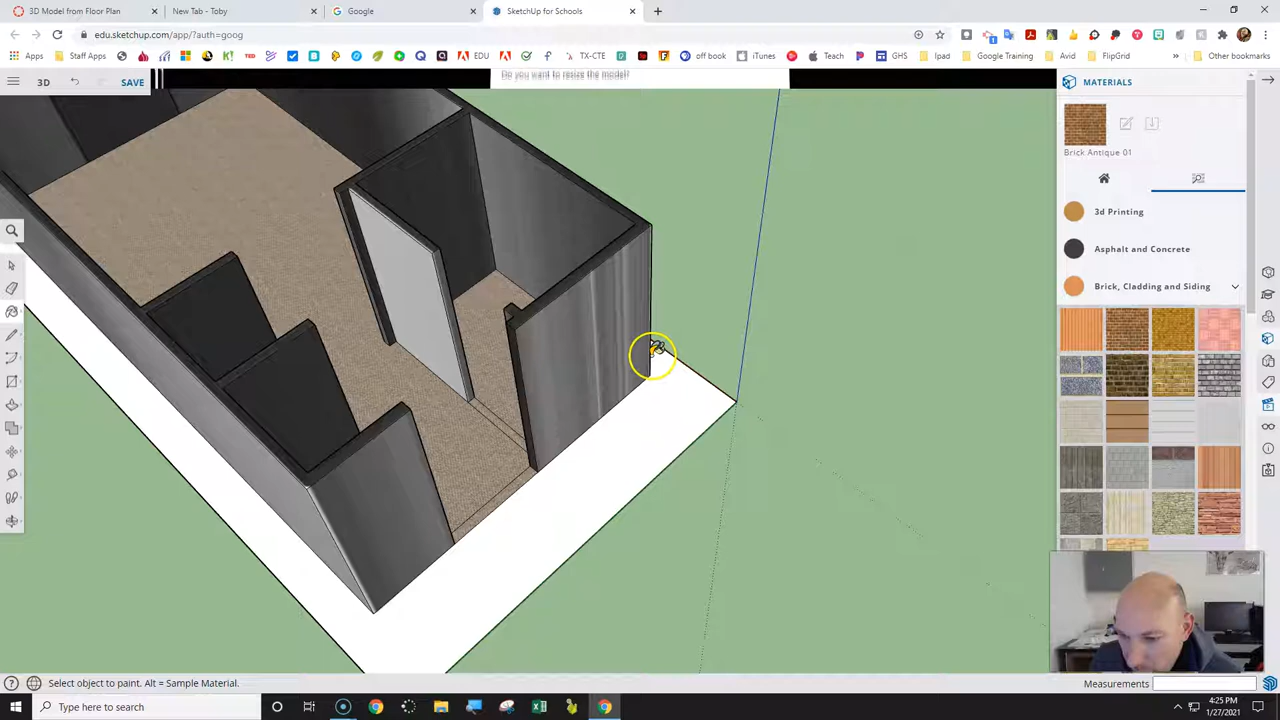 3D Model from Floor Plan
New Tab - Toby
Google
SketchUp for Schools
edu.sketchup.com/app/?auth=goog
Apps
Staff Apps
EDU
TX-CTE
off book
iTunes
Teach
GHS
Ipad
Google Training
Avid
FlipGrid
Other bookmarks
3D
SAVE
Do you want to resize the model?
MATERIALS
Brick Antique 01
3d Printing
Asphalt and Concrete
Brick, Cladding and Siding
Select object to paint. Alt = Sample Material.
Measurements
Type here to search
4:25 PM
1/27/2021